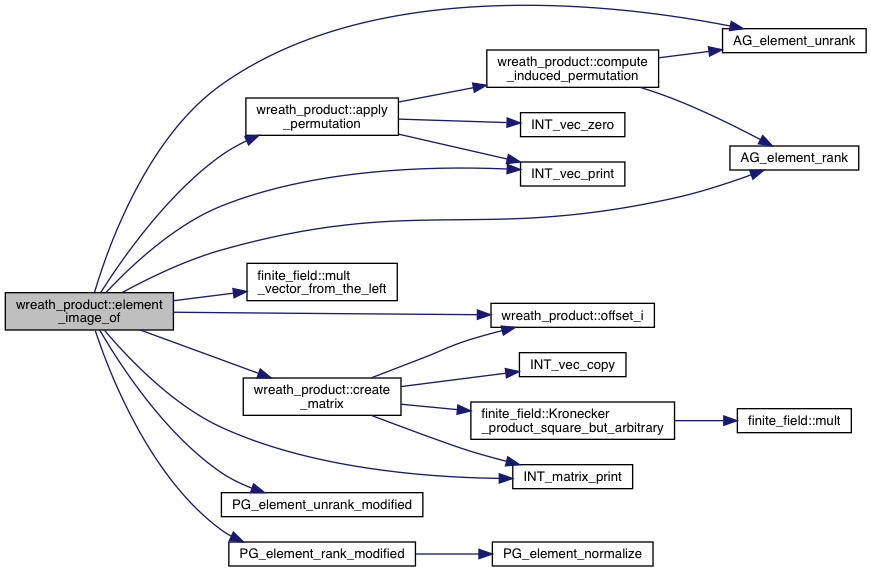 AG_element_unrank
wreath_product::compute
_induced_permutation
wreath_product::apply
_permutation
INT_vec_zero
AG_element_rank
INT_vec_print
finite_field::mult
_vector_from_the_left
wreath_product::element
_image_of
wreath_product::offset_i
INT_vec_copy
wreath_product::create
_matrix
finite_field::Kronecker
_product_square_but_arbitrary
finite_field::mult
INT_matrix_print
PG_element_unrank_modified
PG_element_rank_modified
PG_element_normalize